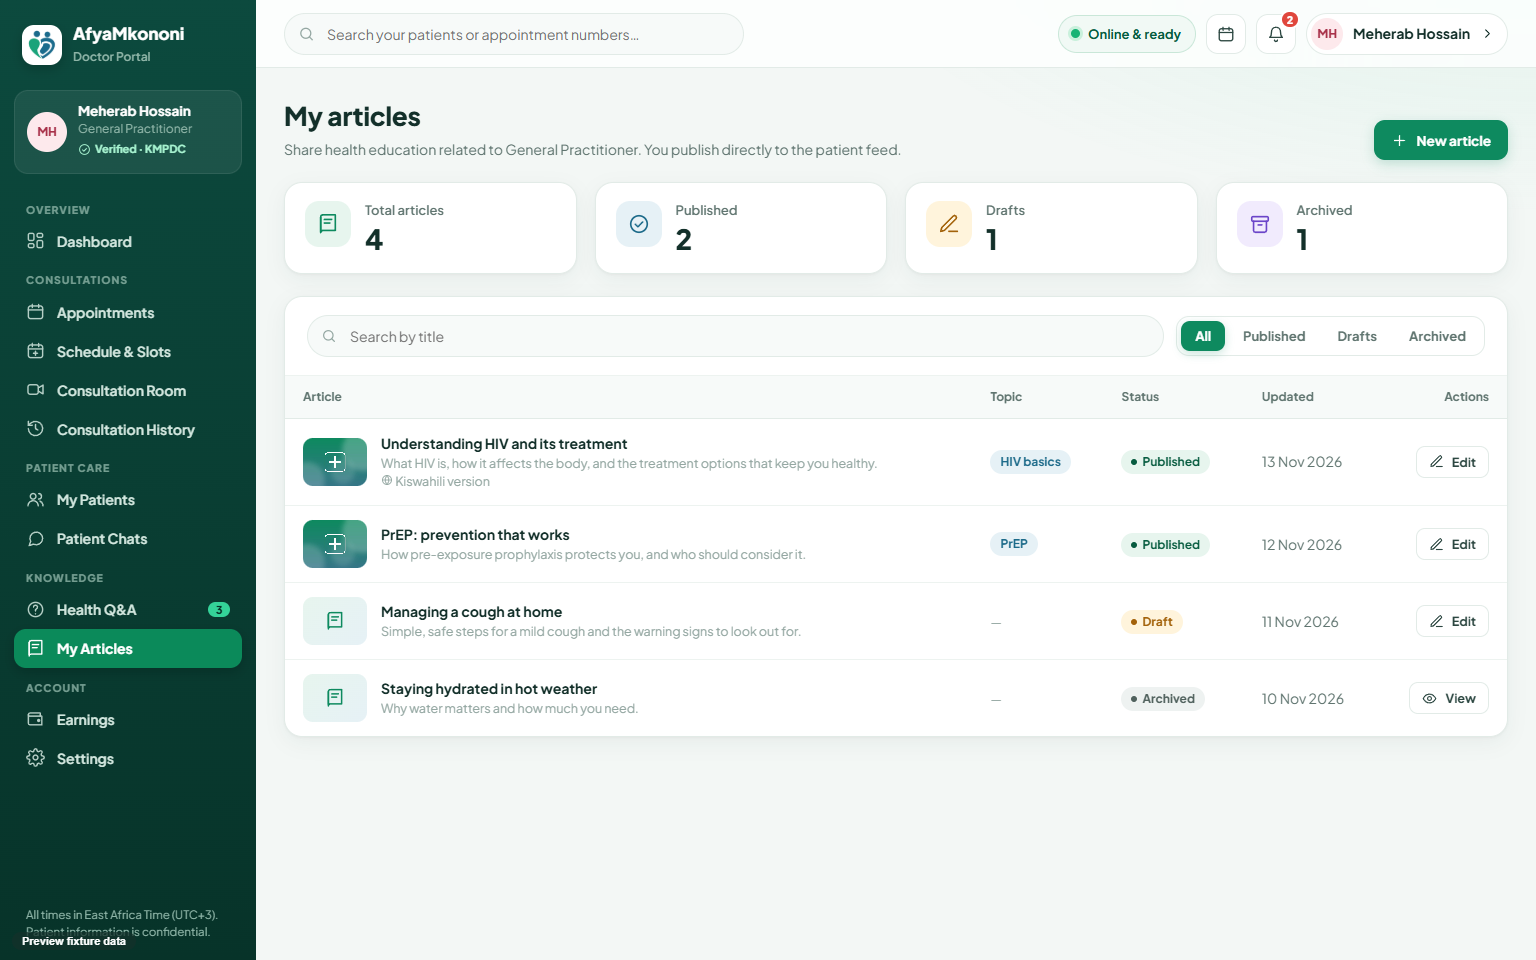 AfyaMkononi
Doctor Portal
MH
Meherab Hossain
General Practitioner
Verified · KMPDC
OVERVIEW
Dashboard
CONSULTATIONS
Appointments
Schedule & Slots
Consultation Room
Consultation History
PATIENT CARE
My Patients
Patient Chats
KNOWLEDGE
Health Q&A 3
My Articles
ACCOUNT
Earnings
Settings
All times in East Africa Time (UTC+3).
Patient information is confidential.
Preview fixture data
Search your patients or appointment numbers...
Online & ready
2
MH Meherab Hossain
My articles
Share health education related to General Practitioner. You publish directly to the patient feed.
New article
Total articles
4
Published
2
Drafts
1
Archived
1
Search by title
All Published Drafts Archived
Article Topic Status Updated Actions
Understanding HIV and its treatment
What HIV is, how it affects the body, and the treatment options that keep you healthy.
Kiswahili version
HIV basics Published 13 Nov 2026 Edit
PrEP: prevention that works
How pre-exposure prophylaxis protects you, and who should consider it.
PrEP Published 12 Nov 2026 Edit
Managing a cough at home
Simple, safe steps for a mild cough and the warning signs to look out for.
— Draft 11 Nov 2026 Edit
Staying hydrated in hot weather
Why water matters and how much you need.
— Archived 10 Nov 2026 View